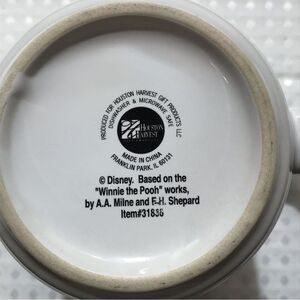 PRODUCED FOR HOUSTON HARVEST GIFT PRODUCTS LLC
DISHWASHER & MICROWAVE SAFE
HOUSTON
HARVEST
MADE IN CHINA
FRANKLIN PARK, IL 60131
© Disney. Based on the
"Winnie the Pooh" works,
by A.A. Milne and E.H. Shepard
Item#31836